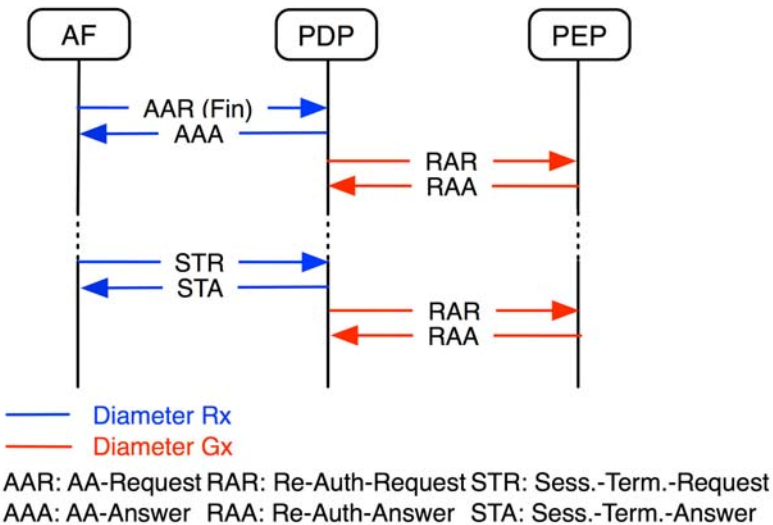 AF PDP PEP
AAR (Fin)
AAA
RAR
RAA
STR
STA
RAR
RAA
Diameter Rx
Diameter Gx
AAR: AA-Request RAR: Re-Auth-Request STR: Sess.-Term.-Request
AAA: AA-Answer RAA: Re-Auth-Answer STA: Sess.-Term.-Answer